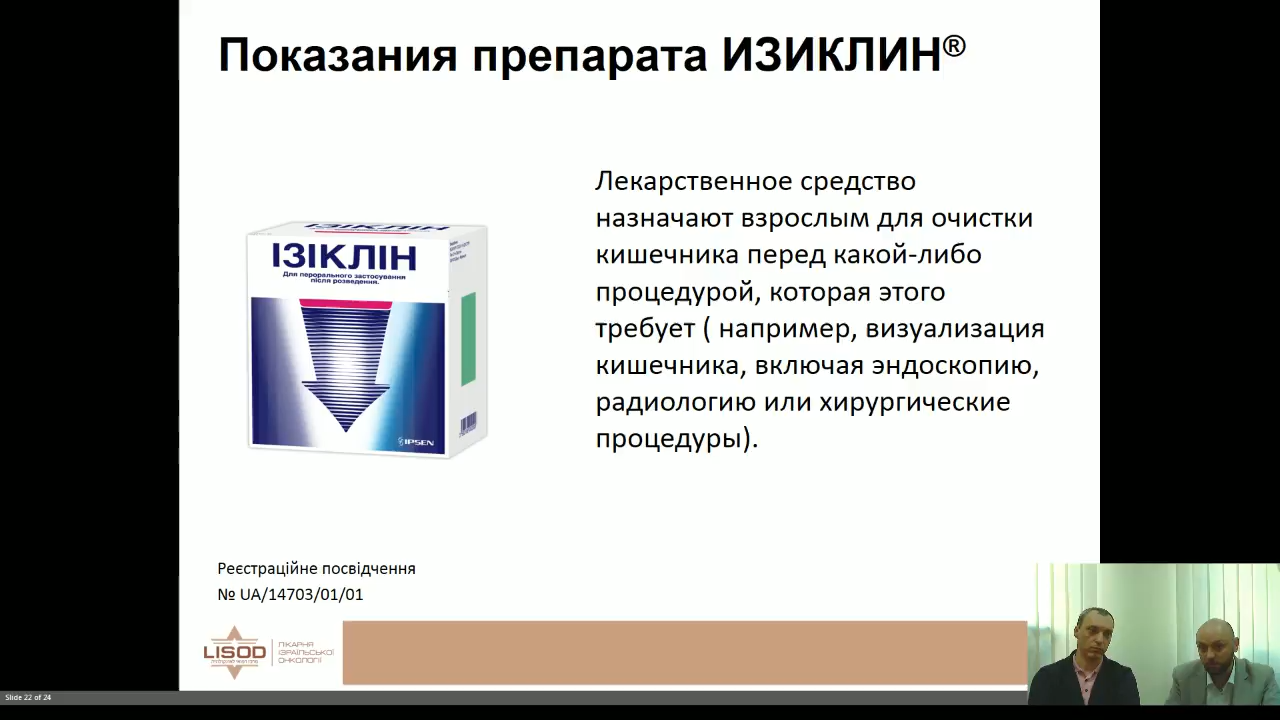 Показания препарата ИЗИКЛИН®
Лекарственное средство
назначают взрослым для очистки
кишечника перед какой-либо
процедурой, которая этого
требует ( например, визуализация
кишечника, включая эндоскопию,
радиологию или хирургические
процедуры).
ІЗІКЛІН
ІЗІКЛІН
Для перорального застосування
після розведення.
IPSEN
Реєстраційне посвідчення
№ UA/14703/01/01
LISOD
ЛІКАРНЯ
ІЗРАЇЛЬСЬКОЇ
ОНКОЛОГІЇ
Slide 22 of 24